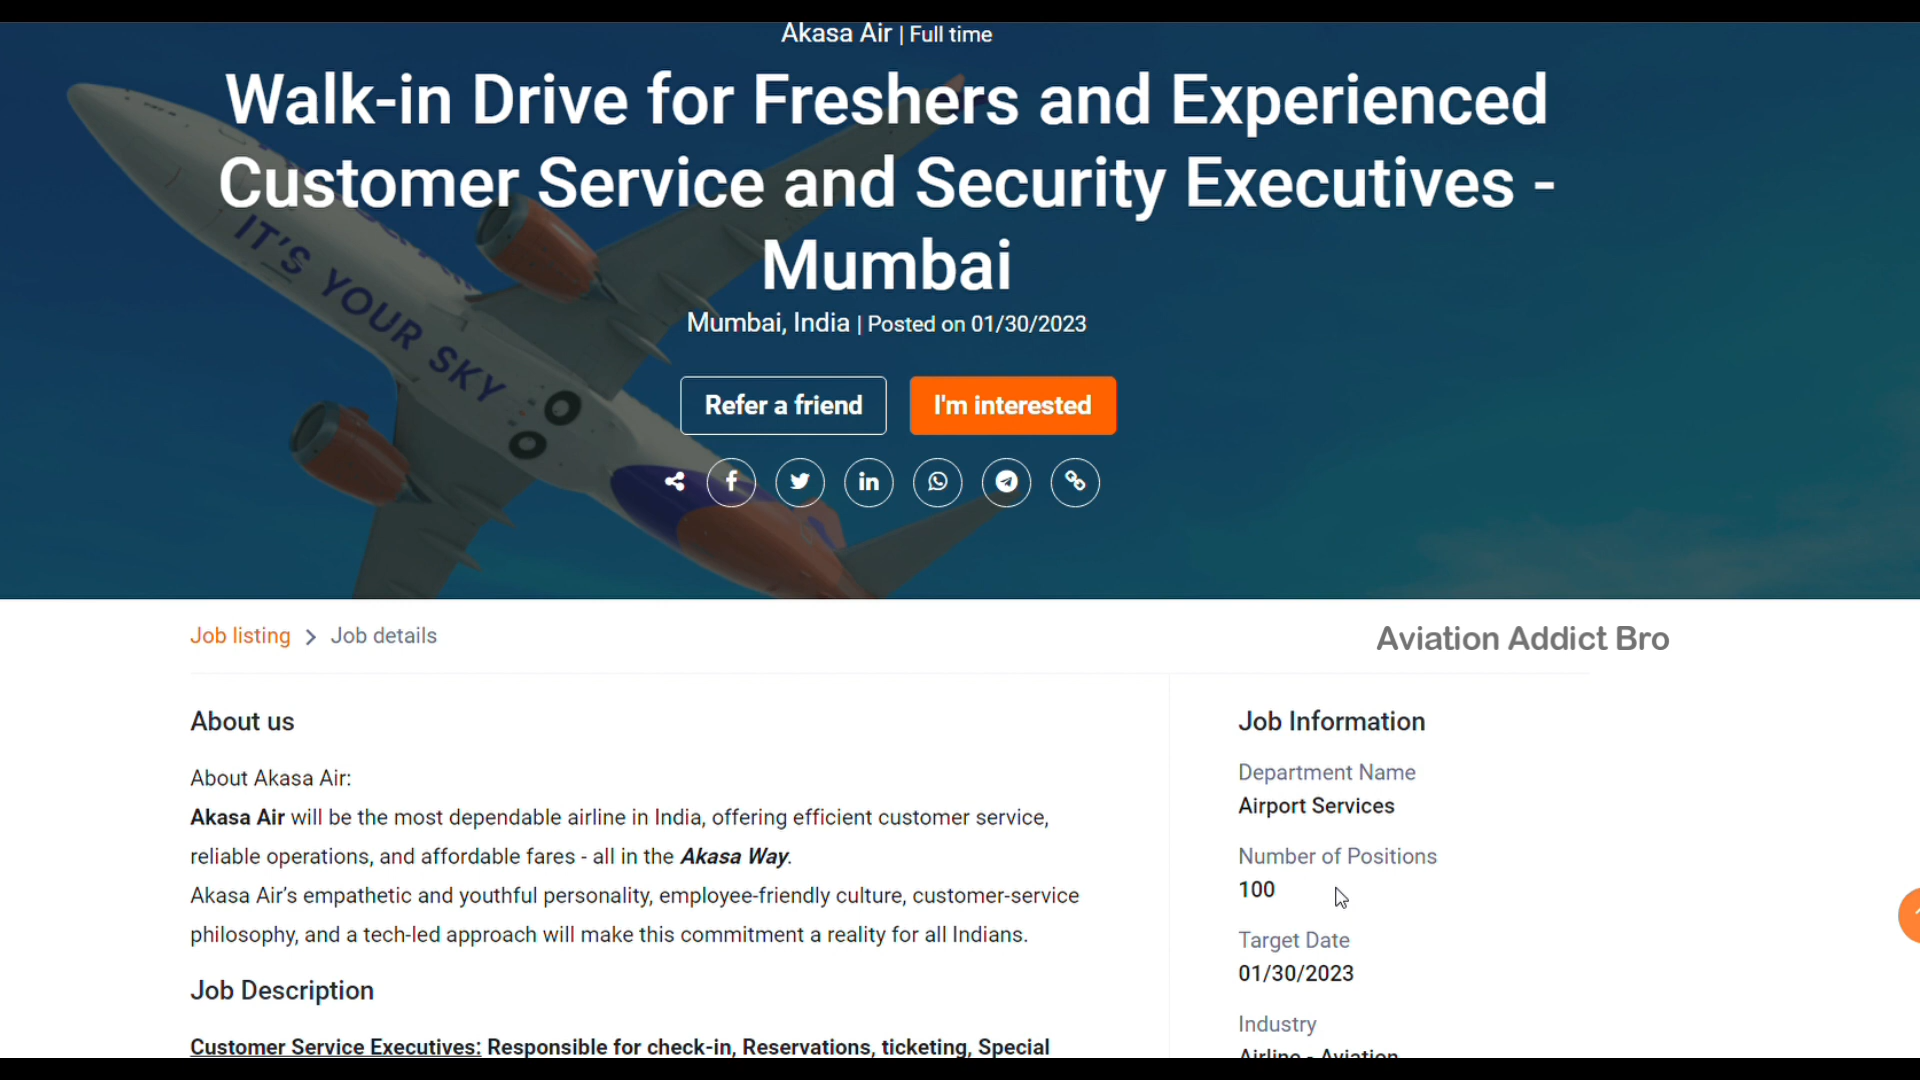 Akasa Air | Full time
Walk-in Drive for Freshers and Experienced
Customer Service and Security Executives -
Mumbai
IT'S YOUR SKY
Mumbai, India | Posted on 01/30/2023
Refer a friend
I'm interested
Job listing > Job details
Aviation Addict Bro
About us
About Akasa Air:
Akasa Air will be the most dependable airline in India, offering efficient customer service,
reliable operations, and affordable fares - all in the Akasa Way.
Akasa Air's empathetic and youthful personality, employee-friendly culture, customer-service
philosophy, and a tech-led approach will make this commitment a reality for all Indians.
Job Description
Customer Service Executives: Responsible for check-in, Reservations, ticketing, Special
Job Information
Department Name
Airport Services
Number of Positions
100
Target Date
01/30/2023
Industry
Airline - Aviation